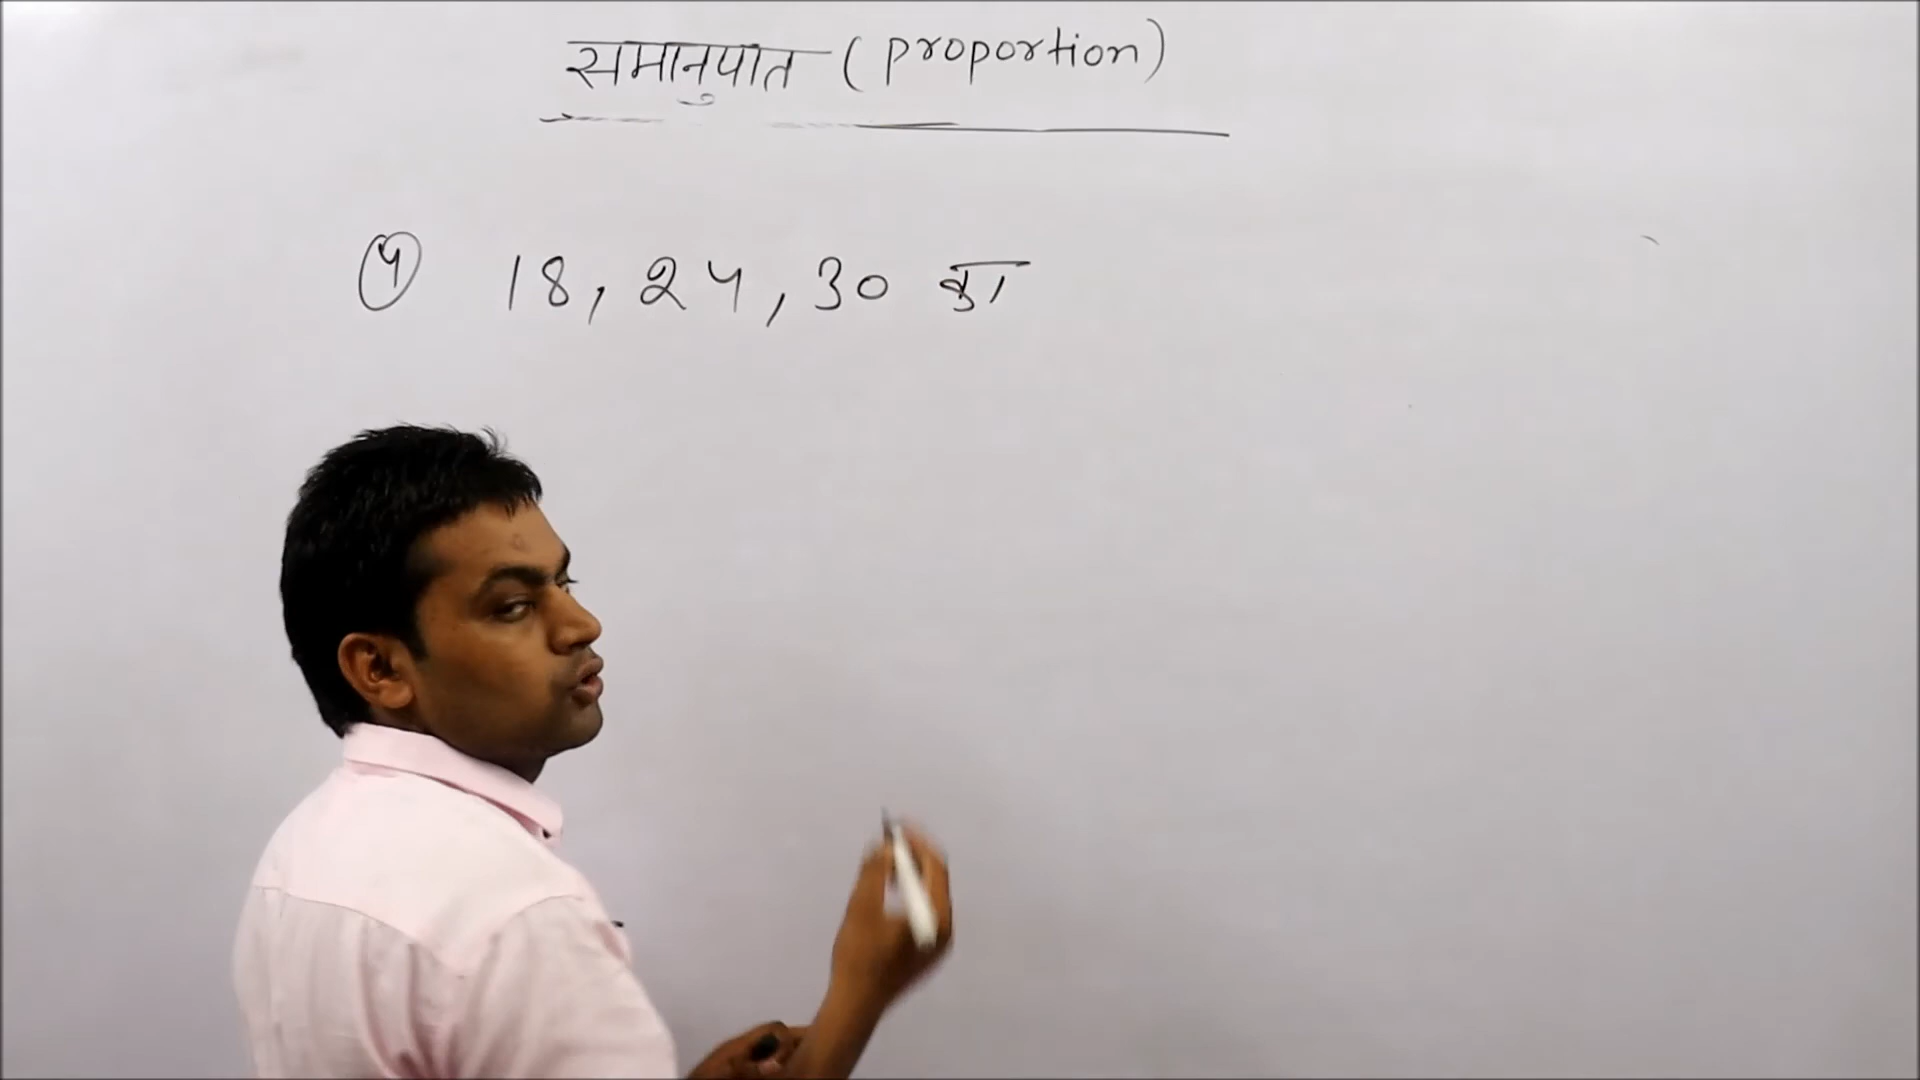 समानुपात (proportion)
(4) 18, 24, 30 का